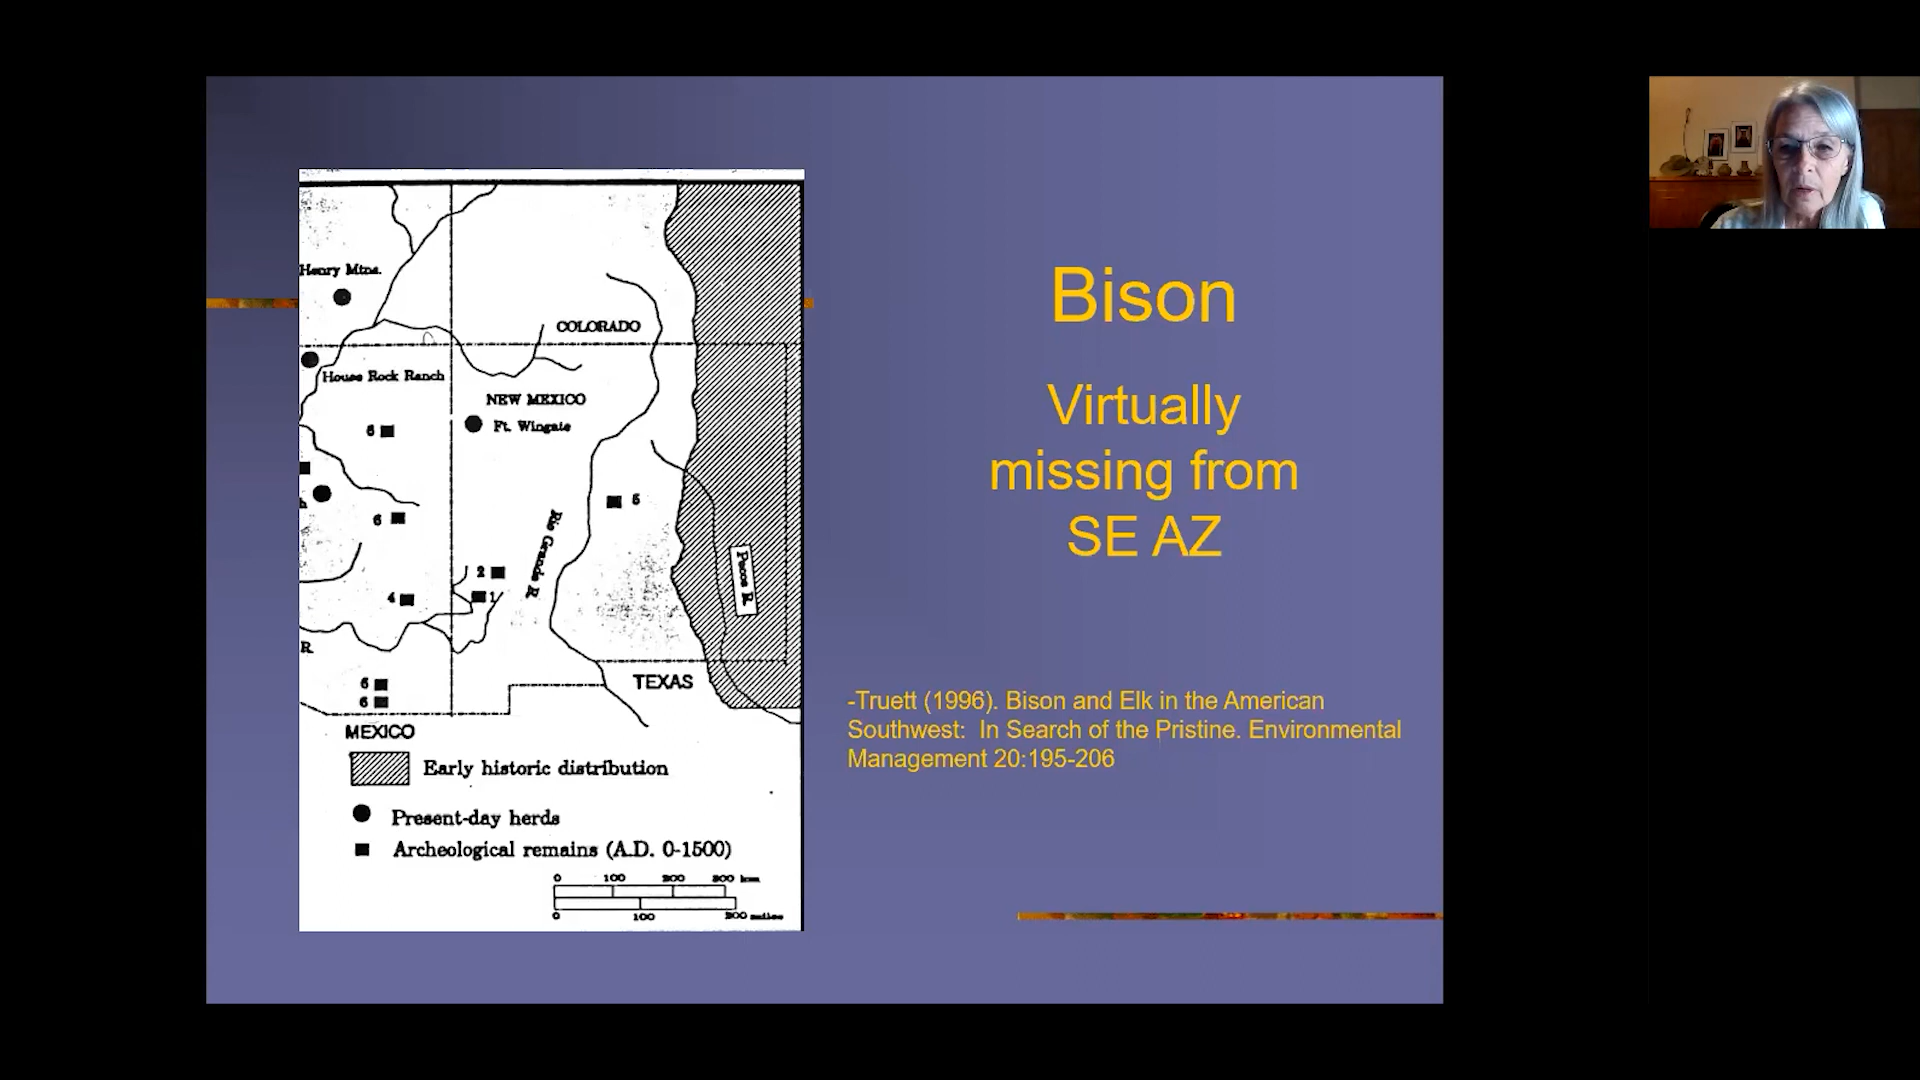 Henry Mtns.
COLORADO
House Rock Ranch
NEW MEXICO
Ft. Wingate
6
5
h
6
Rio Grande R.
Pecos R.
2
1
4
R.
TEXAS
6
6
MEXICO
Early historic distribution
Present-day herds
Archeological remains (A.D. 0-1500)
0 100 200 300 km
0 100 200 miles
Bison
Virtually
missing from
SE AZ
-Truett (1996). Bison and Elk in the American
Southwest: In Search of the Pristine. Environmental
Management 20:195-206